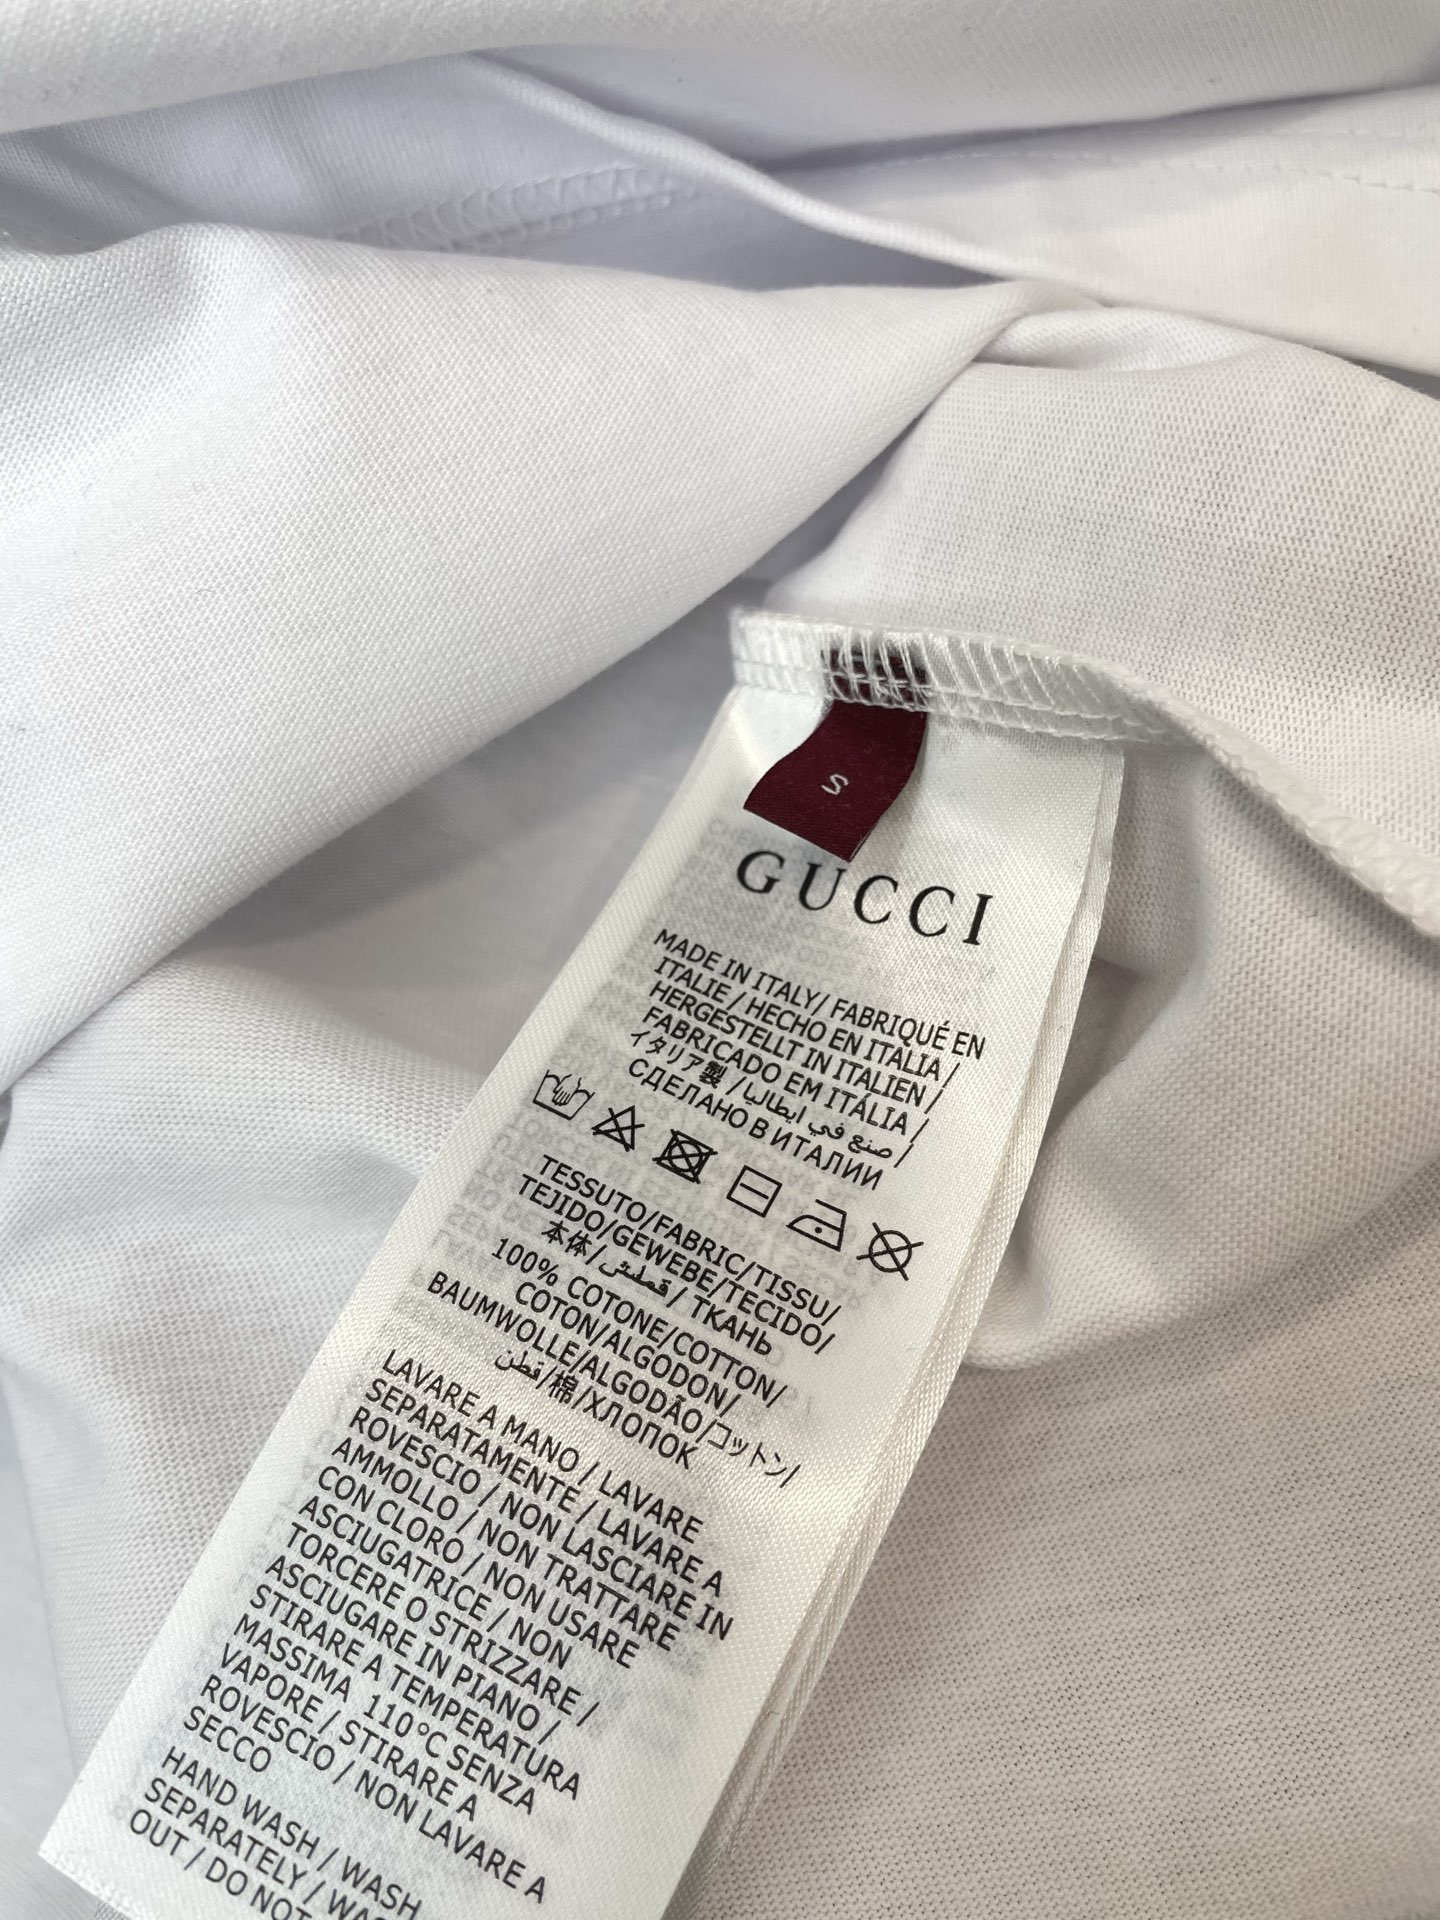 S
GUCCI
MADE IN ITALY/ FABRIQUÉ EN
ITALIE / HECHO EN ITALIA /
HERGESTELLT IN ITALIEN /
FABRICADO EM ITÁLIA /
イタリア製 / صنع في ايطاليا /
СДЕЛАНО В ИТАЛИИ
TESSUTO/FABRIC/TISSU/
TEJIDO/GEWEBE/TECIDO/
本体/قطيش/ ТКАНЬ
100% COTONE/COTTON/
COTON/ALGODON/
BAUMWOLLE/ALGODÃO/コットン/
قطن/棉/ХЛОПОК
LAVARE A MANO / LAVARE
SEPARATAMENTE / LAVARE A
ROVESCIO / NON LASCIARE IN
AMMOLLO / NON TRATTARE
CON CLORO / NON USARE
ASCIUGATRICE / NON
TORCERE O STRIZZARE /
ASCIUGARE IN PIANO /
STIRARE A TEMPERATURA
MASSIMA 110°C SENZA
VAPORE / STIRARE A
ROVESCIO / NON LAVARE A
SECCO
HAND WASH / WASH
SEPARATELY / WA
OUT / DO NOT